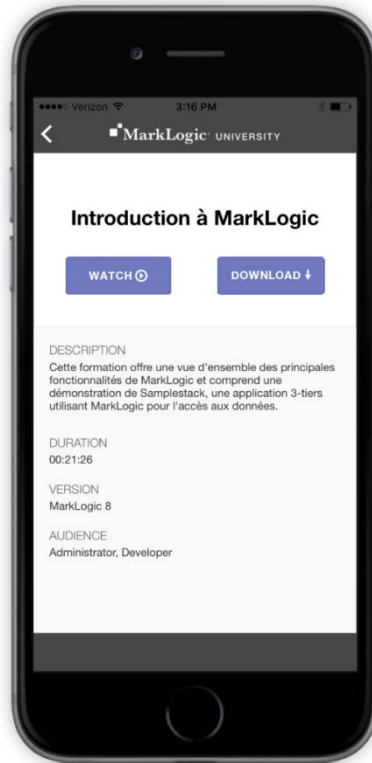 Verizon 3:16 PM
MarkLogic UNIVERSITY
Introduction à MarkLogic
WATCH DOWNLOAD
DESCRIPTION
Cette formation offre une vue d'ensemble des principales
fonctionnalités de MarkLogic et comprend une
démonstration de Samplestack, une application 3-tiers
utilisant MarkLogic pour l'accès aux données.
DURATION
00:21:26
VERSION
MarkLogic 8
AUDIENCE
Administrator, Developer